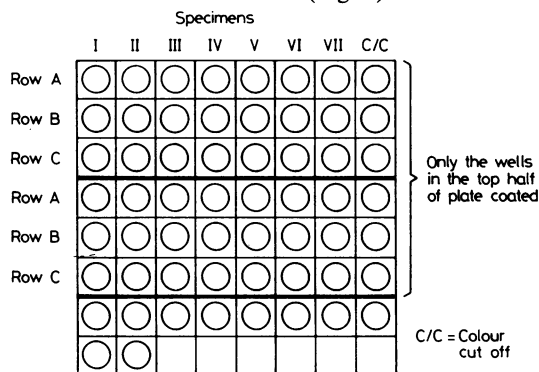 Specimens
I II III IV V VI VII C/C
Row A
Row B
Row C
Row A
Row B
Row C
Only the wells
in the top half
of plate coated
C/C = Colour
cut off